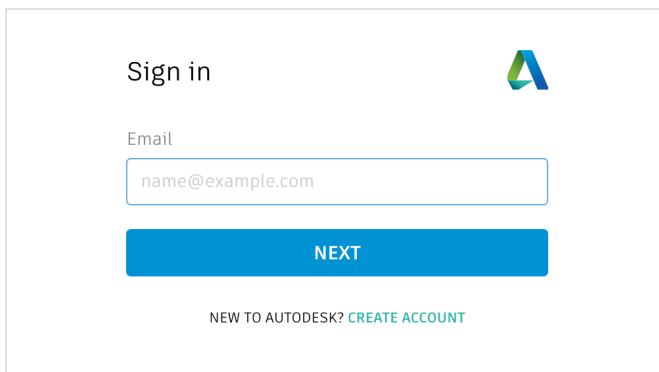 Sign in
Email
name@example.com
NEXT
NEW TO AUTODESK? CREATE ACCOUNT